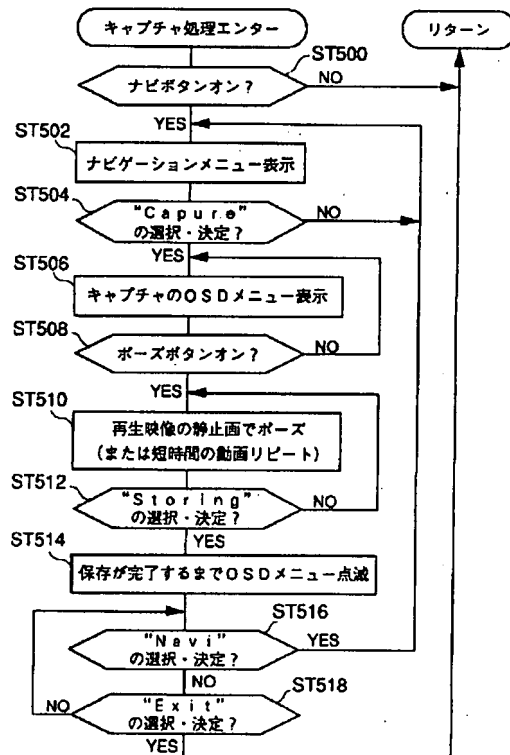 キャプチャ処理エンター
リターン
ST500
ナビボタンオン?
NO
YES
ST502
ナビゲーションメニュー表示
ST504
"Capure"
の選択・決定?
NO
YES
ST506
キャプチャのOSDメニュー表示
ST508
ポーズボタンオン?
NO
YES
ST510
再生映像の静止画でポーズ
(または短時間の動画リピート)
ST512
"Storing"
の選択・決定?
NO
YES
ST514
保存が完了するまでOSDメニュー点滅
ST516
"Navi"
の選択・決定?
YES
NO
ST518
"Exit"
の選択・決定?
NO
YES